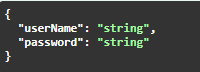 {
  "userName": "string",
  "password": "string"
}